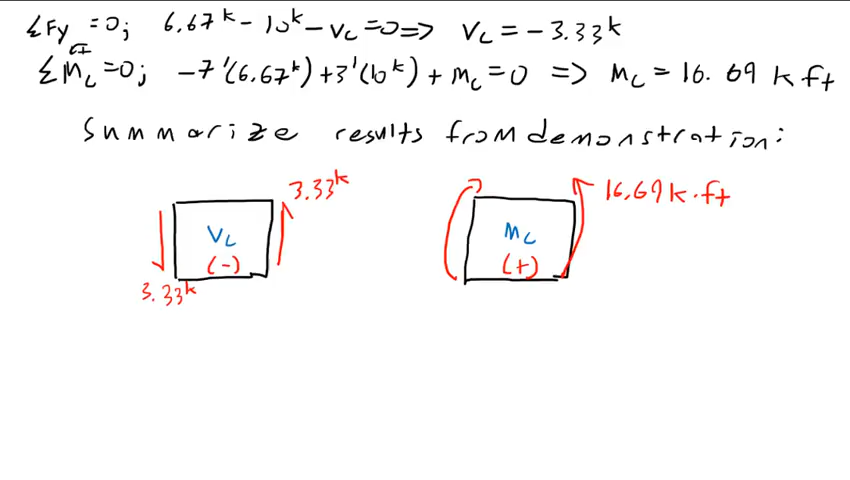 ΣFy = 0; 6.67k - 10k - Vc = 0 => Vc = - 3.33k
ΣMc = 0; -7'(6.67k) + 3'(10k) + Mc = 0 => Mc = 16.69 k ft
Summarize results from demonstration:
3.33k
16.69 k·ft
Vc
Mc
(-)
(+)
3.33k